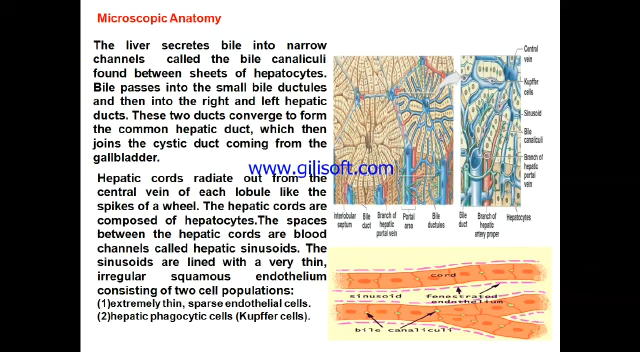 Microscopic Anatomy
The liver secretes bile into narrow
channels called the bile canaliculi
found between sheets of hepatocytes.
Bile passes into the small bile ductules
and then into the right and left hepatic
ducts. These two ducts converge to form
the common hepatic duct, which then
joins the cystic duct coming from the
gallbladder.
www.gilisoft.com
Hepatic cords radiate out from the
central vein of each lobule like the
spikes of a wheel. The hepatic cords are
composed of hepatocytes.The spaces
between the hepatic cords are blood
channels called hepatic sinusoids. The
sinusoids are lined with a very thin,
irregular squamous endothelium
consisting of two cell populations:
(1)extremely thin, sparse endothelial cells.
(2)hepatic phagocytic cells (Kupffer cells).
Central
vein
Kupffer
cells
Sinusoid
Bile
canaliculi
Branch of
hepatic
portal
vein
Interlobular
septum
Bile
duct
Branch of
hepatic
portal vein
Portal
area
Bile
ductules
Bile
duct
Branch of
hepatic
artery proper
Hepatocytes
cord
sinusoid
fenestrated
endothelium
bile canaliculi